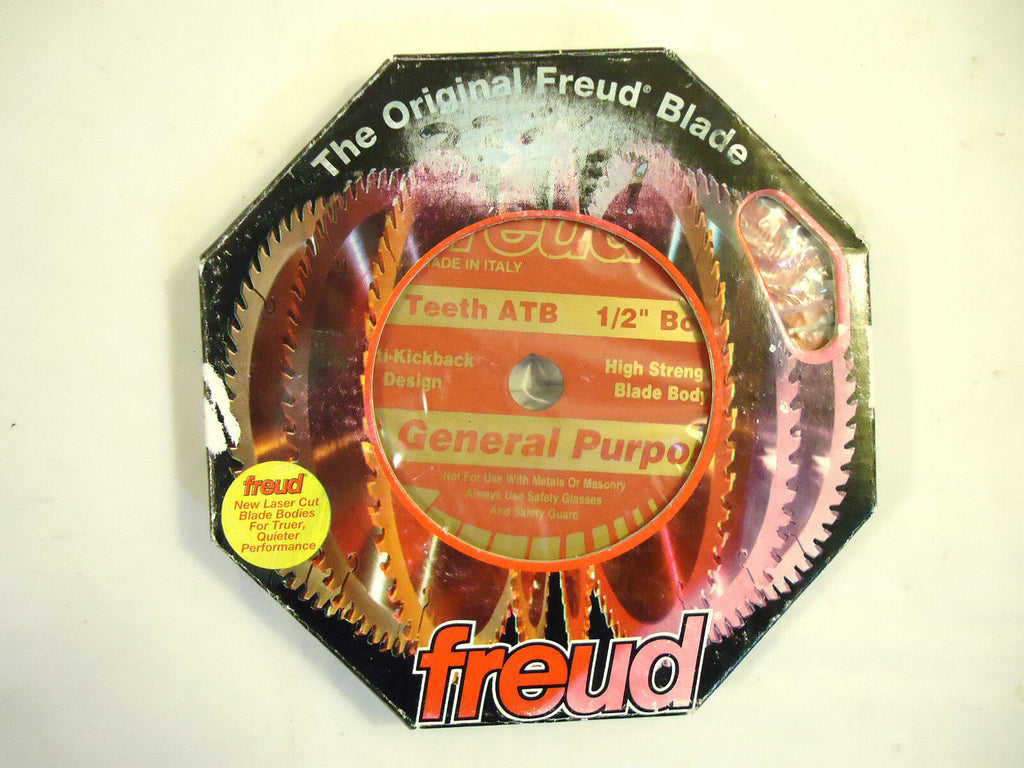 The Original Freud® Blade
freud
ADE IN ITALY
Teeth ATB 1/2" Bo
ti-Kickback
Design
High Streng
Blade Body
General Purpo
Not For Use With Metals Or Masonry
Always Use Safety Glasses
And Safety Guard
freud
New Laser Cut
Blade Bodies
For Truer,
Quieter
Performance
freud